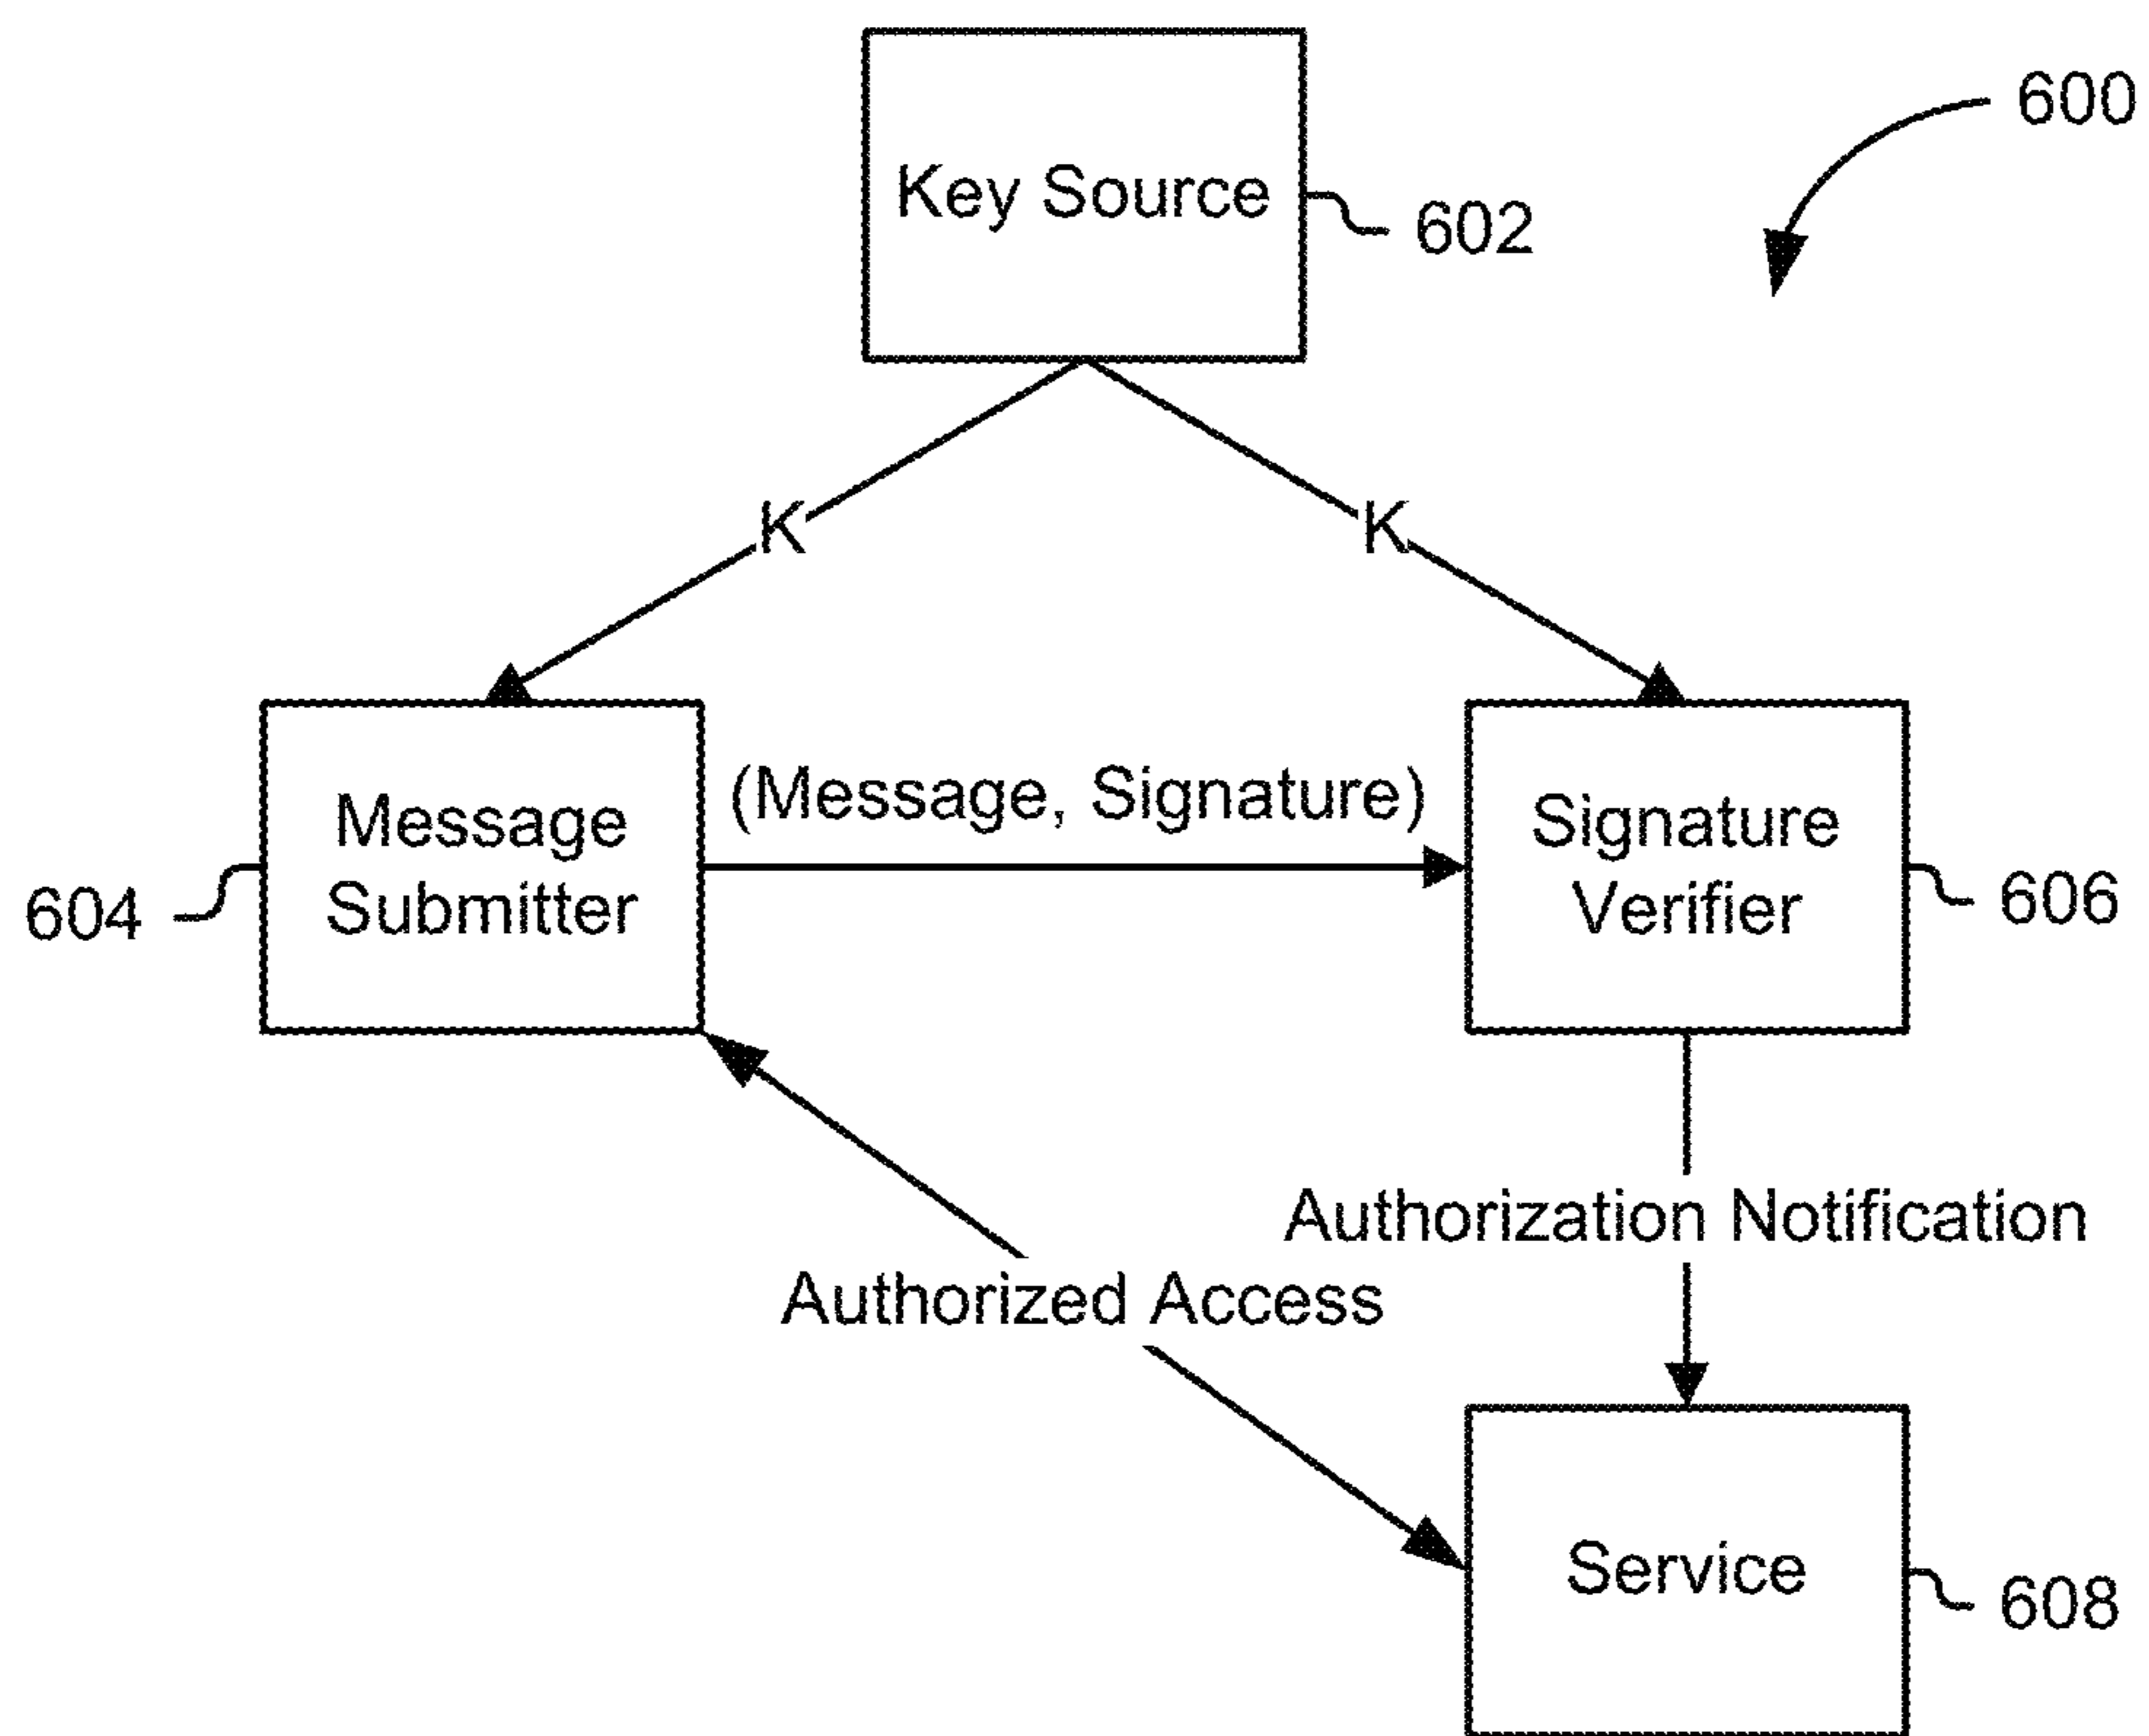 600
Key Source
602
K
K
(Message, Signature)
Message
Submitter
Signature
Verifier
604
606
Authorization Notification
Authorized Access
Service
608